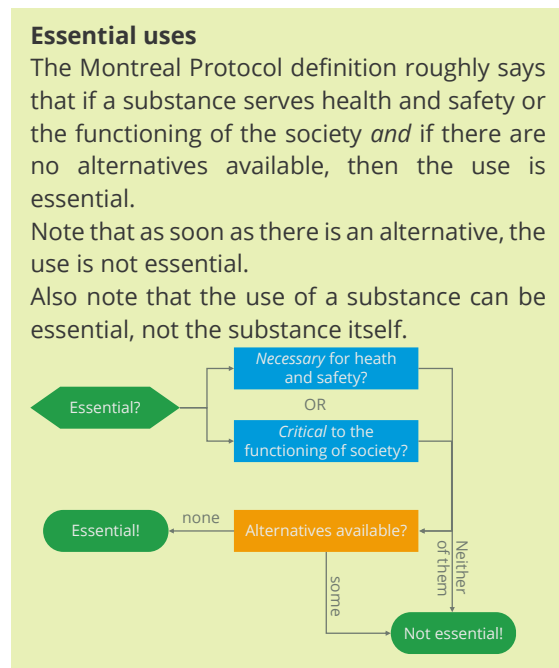 Essential uses
The Montreal Protocol definition roughly says
that if a substance serves health and safety or
the functioning of the society and if there are
no alternatives available, then the use is
essential.
Note that as soon as there is an alternative, the
use is not essential.
Also note that the use of a substance can be
essential, not the substance itself.
Necessary for heath
and safety?
Essential?
OR
Critical to the
functioning of society?
Essential!
none
Alternatives available?
Neither
of them
some
Not essential!